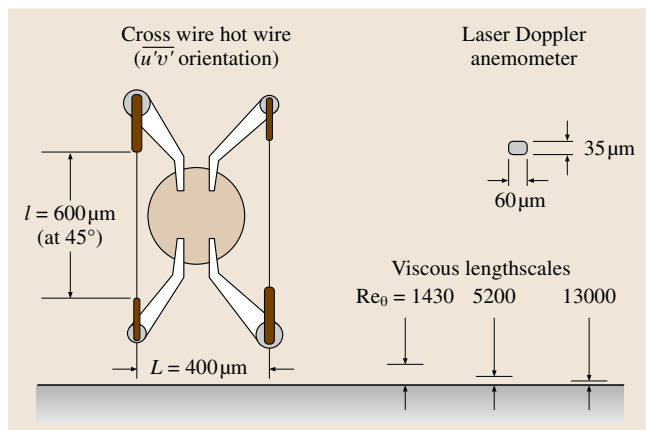 Cross wire hot wire
(u'v' orientation)
Laser Doppler
anemometer
35 µm
60 µm
l = 600 µm
(at 45°)
Viscous lengthscales
Reθ = 1430 5200 13000
L = 400 µm